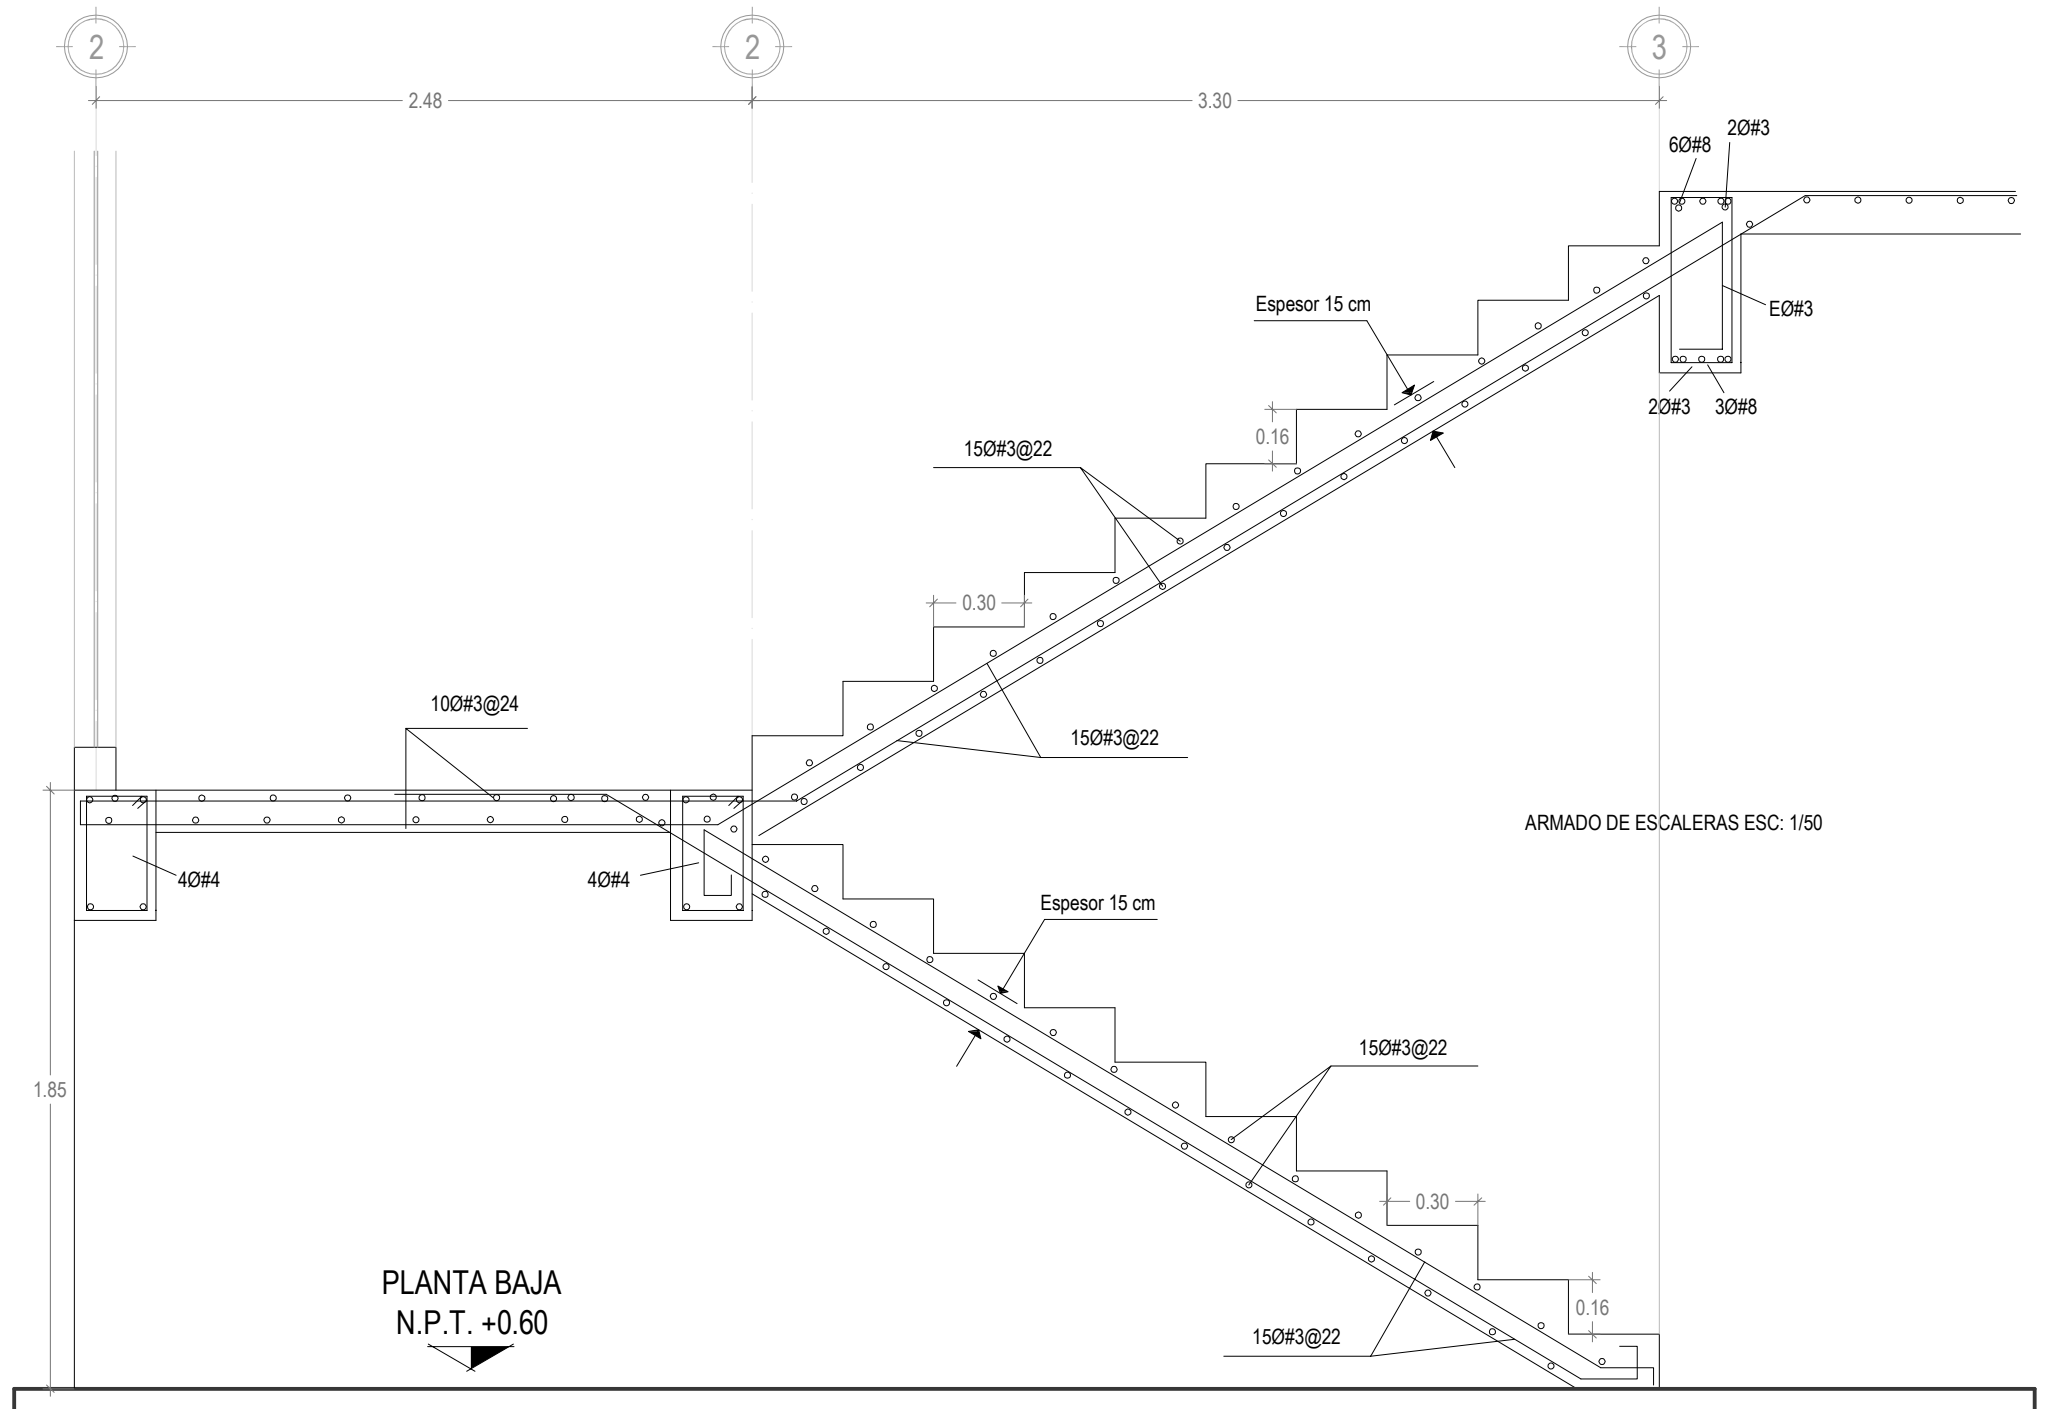 2
2
3
2.48
3.30
2Ø#3
6Ø#8
Espesor 15 cm
EØ#3
2Ø#3
3Ø#8
0.16
15Ø#3@22
0.30
10Ø#3@24
15Ø#3@22
ARMADO DE ESCALERAS ESC: 1/50
4Ø#4
4Ø#4
Espesor 15 cm
15Ø#3@22
1.85
0.30
PLANTA BAJA
N.P.T. +0.60
0.16
15Ø#3@22